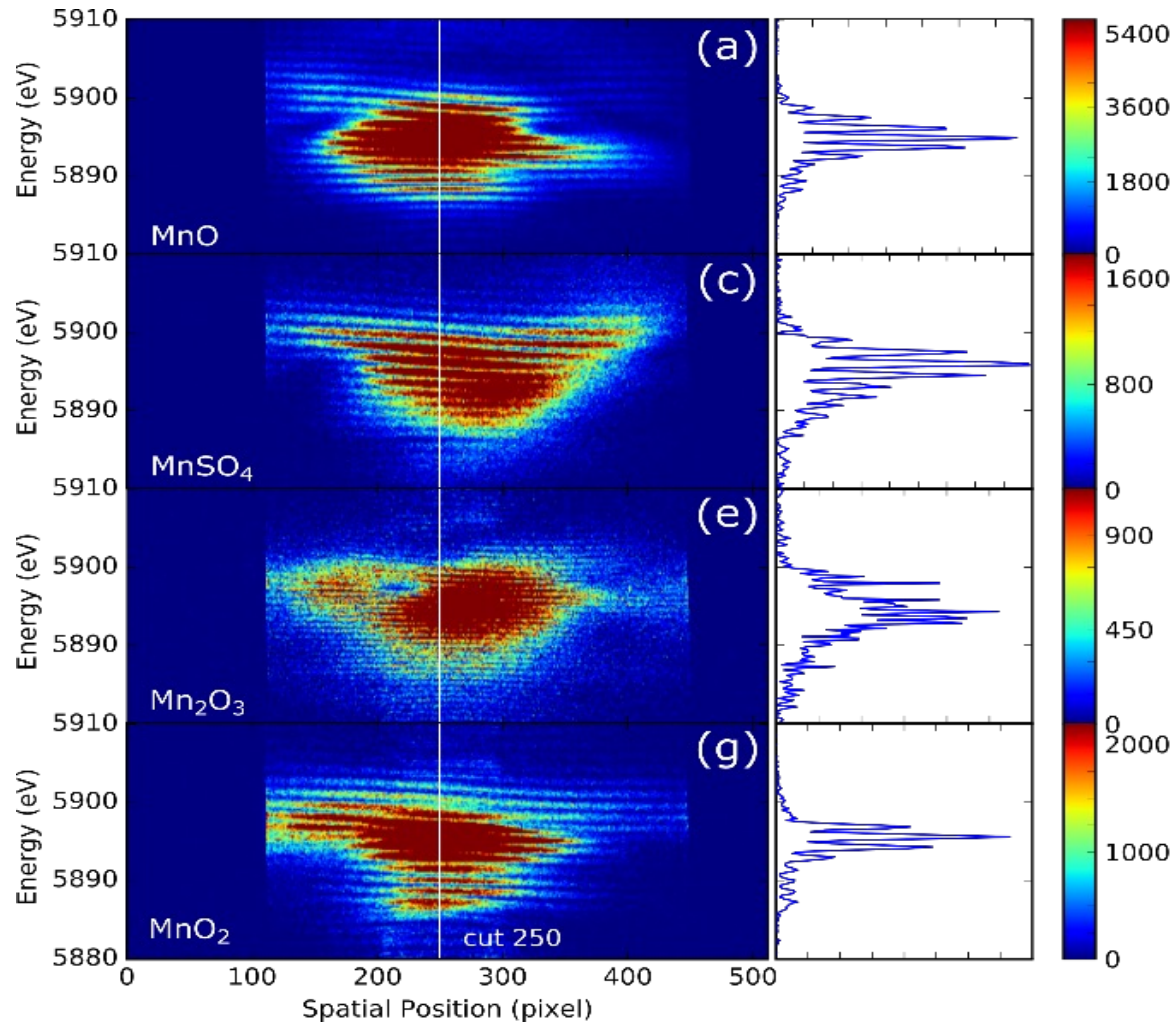 5910
(a)
5400
Energy (eV)
5900
3600
5890
1800
MnO
5910
0
(c)
1600
Energy (eV)
5900
800
5890
MnSO₄
5910
0
(e)
900
Energy (eV)
5900
450
5890
Mn₂O₃
5910
0
(g)
2000
Energy (eV)
5900
1000
5890
MnO₂
cut 250
5880
0
0 100 200 300 400 500
Spatial Position (pixel)